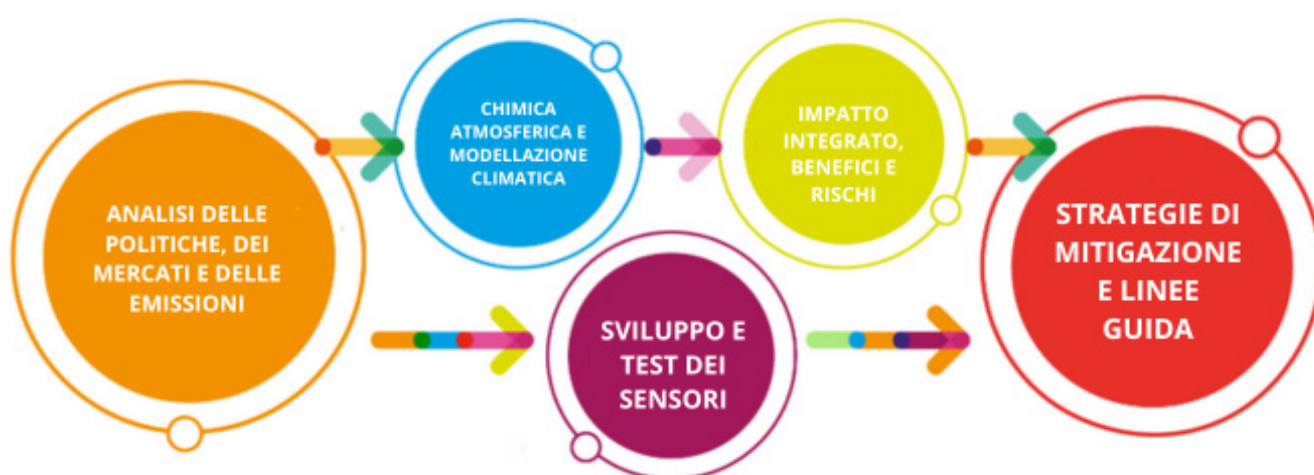 ANALISI DELLE
POLITICHE, DEI
MERCATI E DELLE
EMISSIONI
CHIMICA
ATMOSFERICA E
MODELLAZIONE
CLIMATICA
IMPATTO
INTEGRATO,
BENEFICI E
RISCHI
SVILUPPO E
TEST DEI
SENSORI
STRATEGIE DI
MITIGAZIONE
E LINEE
GUIDA